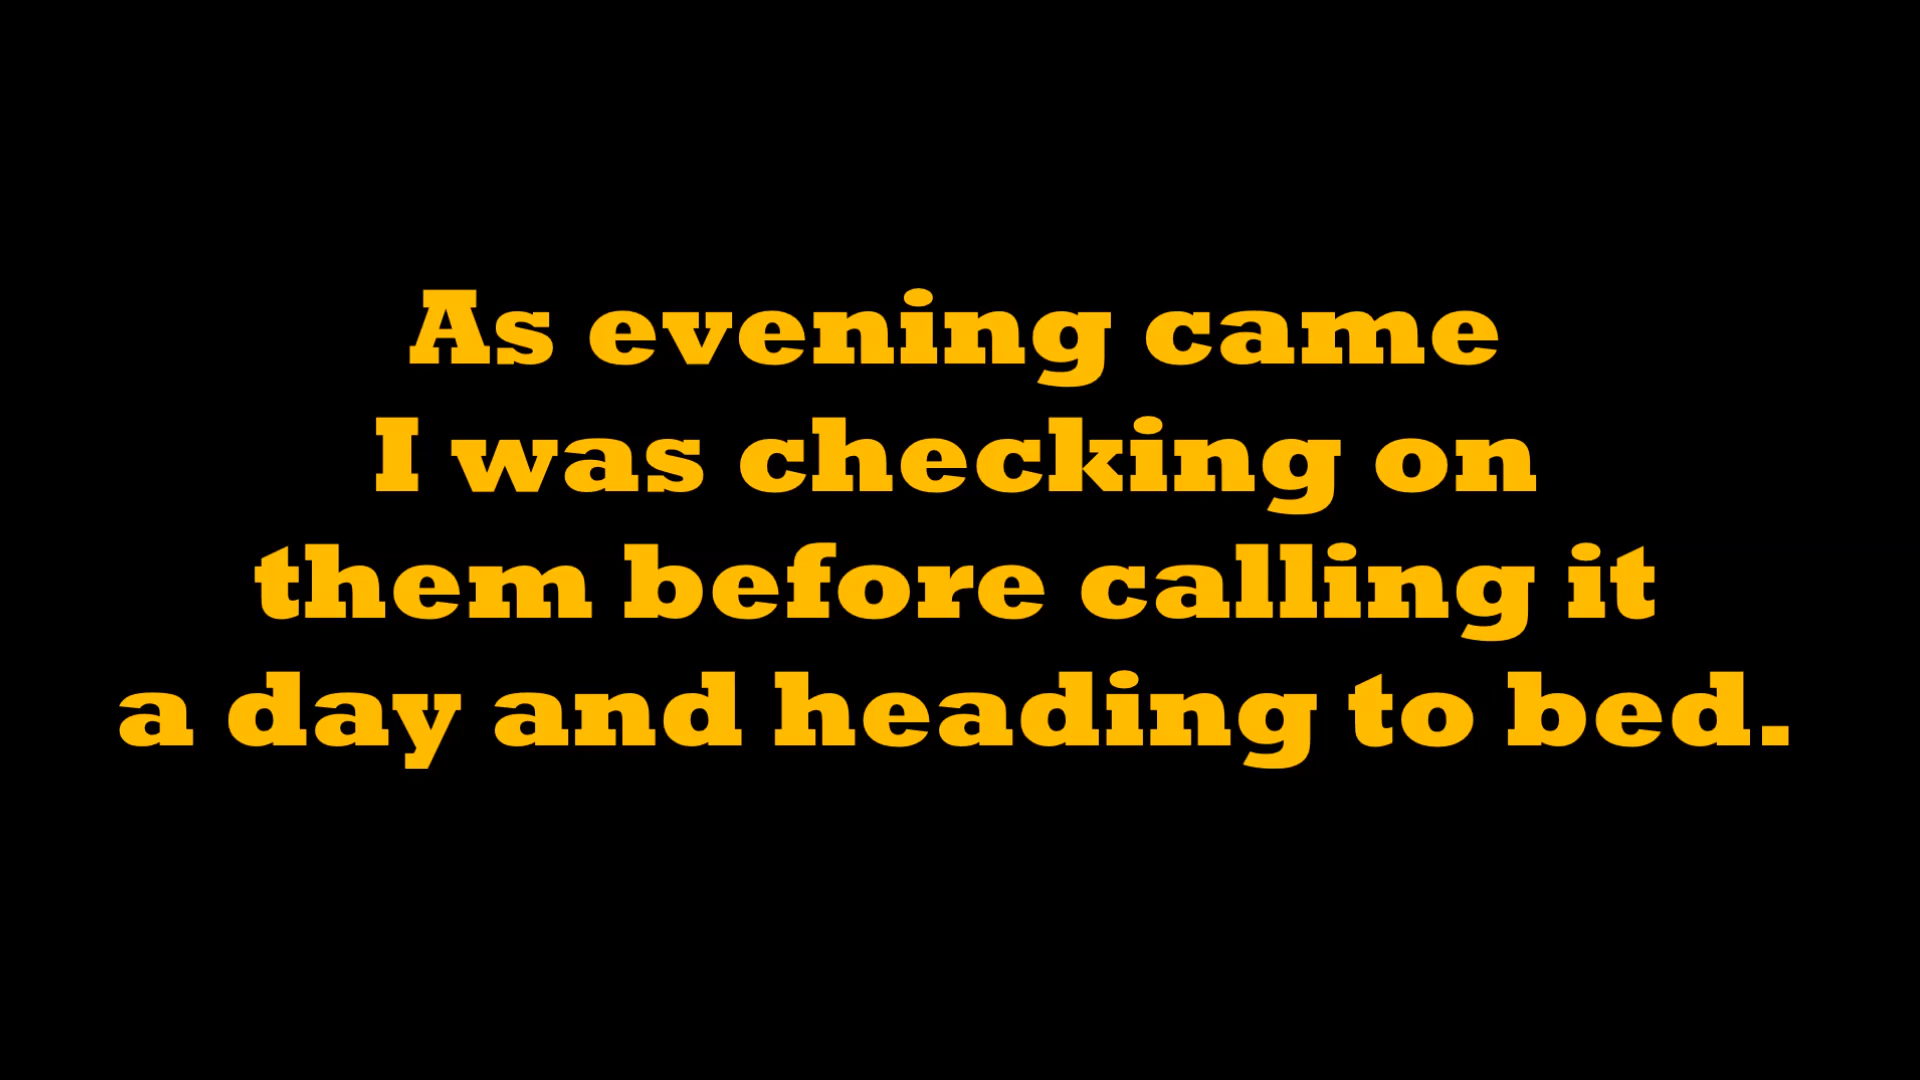 As evening came
I was checking on
them before calling it
a day and heading to bed.